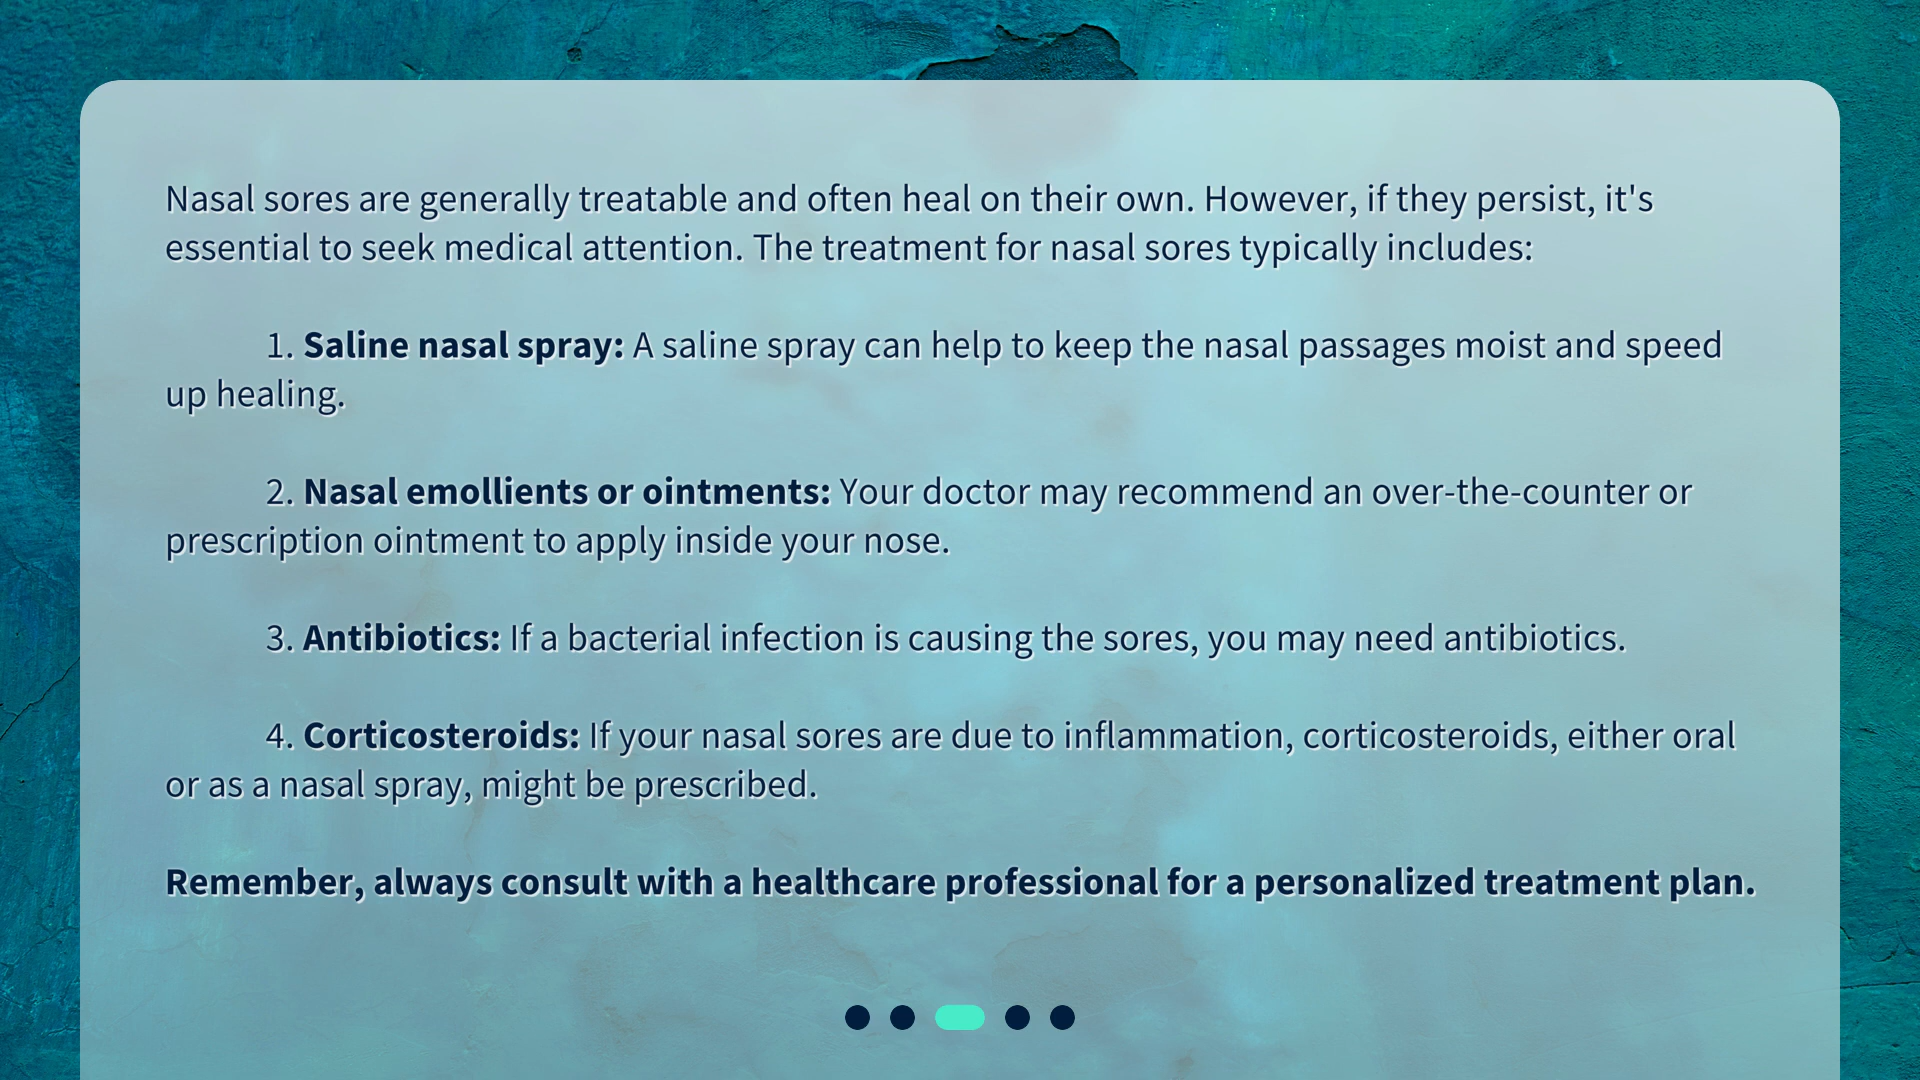 Nasal sores are generally treatable and often heal on their own. However, if they persist, it's
essential to seek medical attention. The treatment for nasal sores typically includes:
1. Saline nasal spray: A saline spray can help to keep the nasal passages moist and speed
up healing.
2. Nasal emollients or ointments: Your doctor may recommend an over-the-counter or
prescription ointment to apply inside your nose.
3. Antibiotics: If a bacterial infection is causing the sores, you may need antibiotics.
4. Corticosteroids: If your nasal sores are due to inflammation, corticosteroids, either oral
or as a nasal spray, might be prescribed.
Remember, always consult with a healthcare professional for a personalized treatment plan.